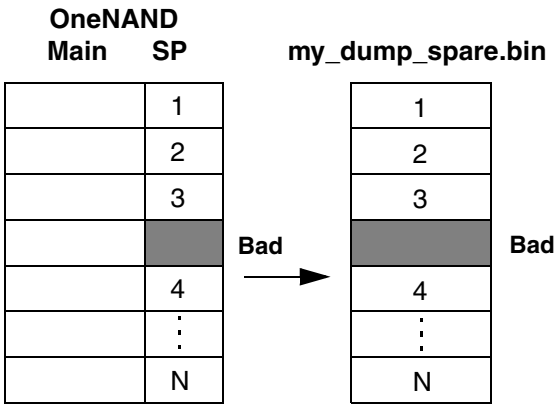 OneNAND
Main SP my_dump_spare.bin
1 1
2 2
3 3
Bad Bad
4 4
N N